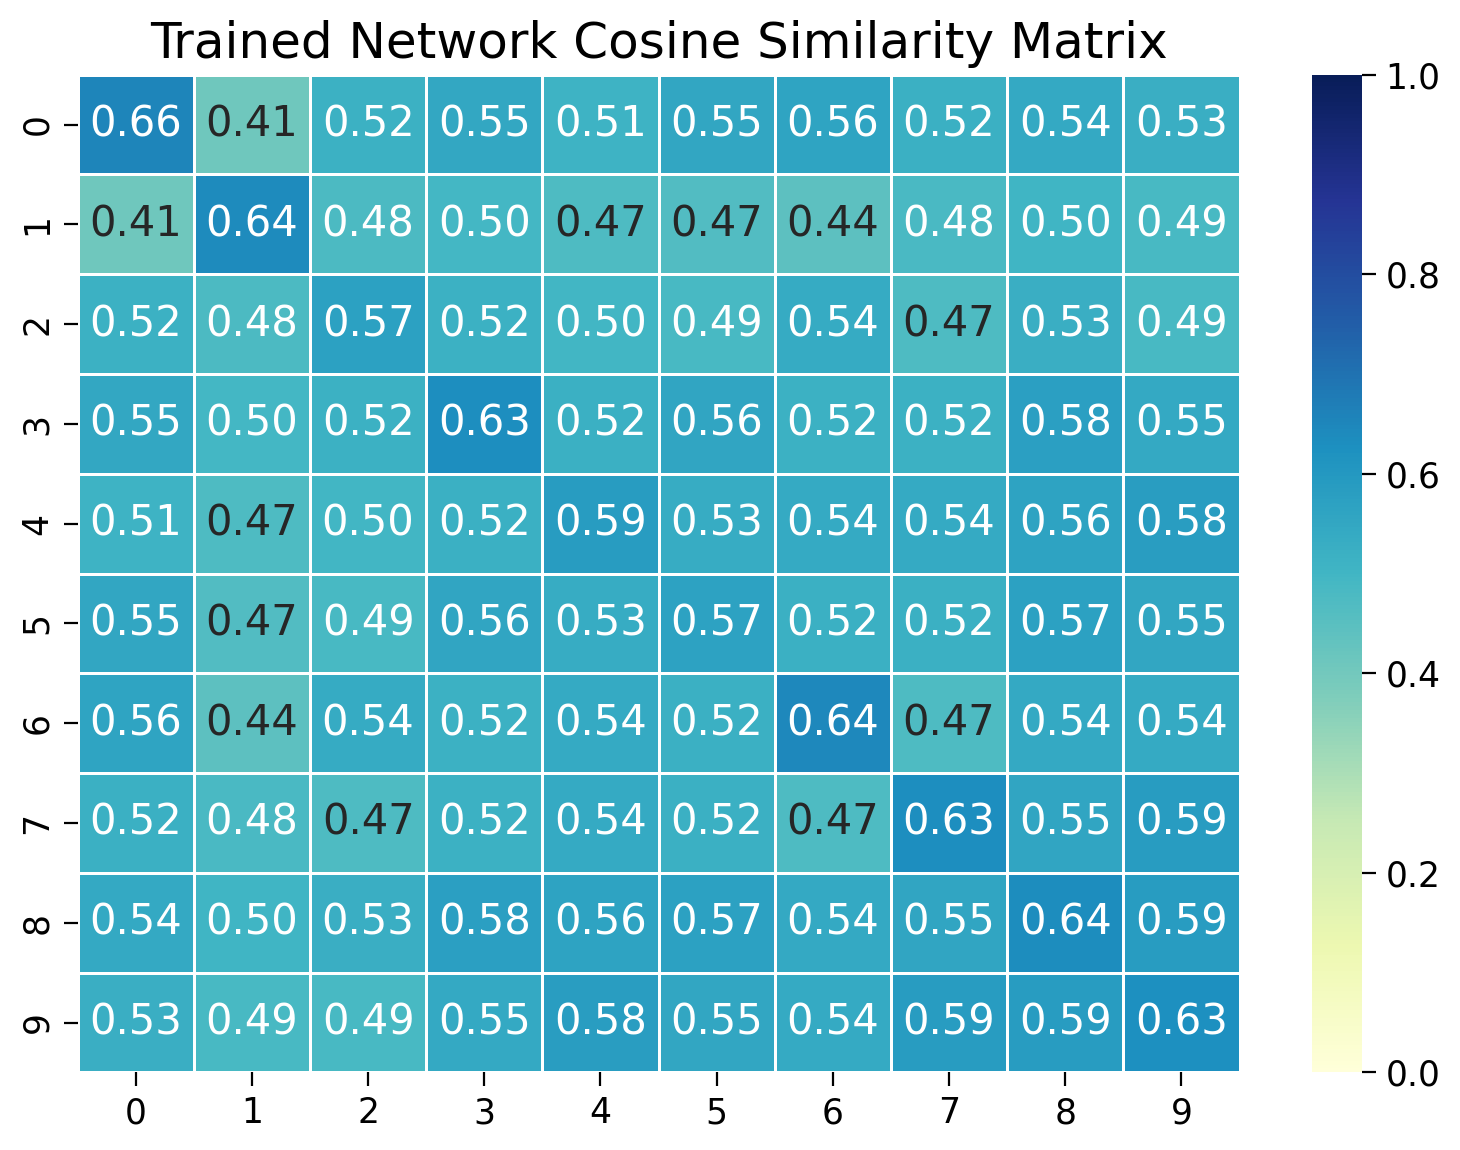 Trained Network Cosine Similarity Matrix
0 0.66 0.41 0.52 0.55 0.51 0.55 0.56 0.52 0.54 0.53
1 0.41 0.64 0.48 0.50 0.47 0.47 0.44 0.48 0.50 0.49
2 0.52 0.48 0.57 0.52 0.50 0.49 0.54 0.47 0.53 0.49
3 0.55 0.50 0.52 0.63 0.52 0.56 0.52 0.52 0.58 0.55
4 0.51 0.47 0.50 0.52 0.59 0.53 0.54 0.54 0.56 0.58
5 0.55 0.47 0.49 0.56 0.53 0.57 0.52 0.52 0.57 0.55
6 0.56 0.44 0.54 0.52 0.54 0.52 0.64 0.47 0.54 0.54
7 0.52 0.48 0.47 0.52 0.54 0.52 0.47 0.63 0.55 0.59
8 0.54 0.50 0.53 0.58 0.56 0.57 0.54 0.55 0.64 0.59
9 0.53 0.49 0.49 0.55 0.58 0.55 0.54 0.59 0.59 0.63
0 1 2 3 4 5 6 7 8 9
1.0
0.8
0.6
0.4
0.2
0.0